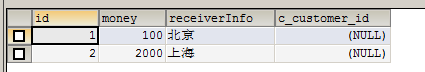 id money receiverInfo c_customer_id
1 100 北京 (NULL)
2 2000 上海 (NULL)